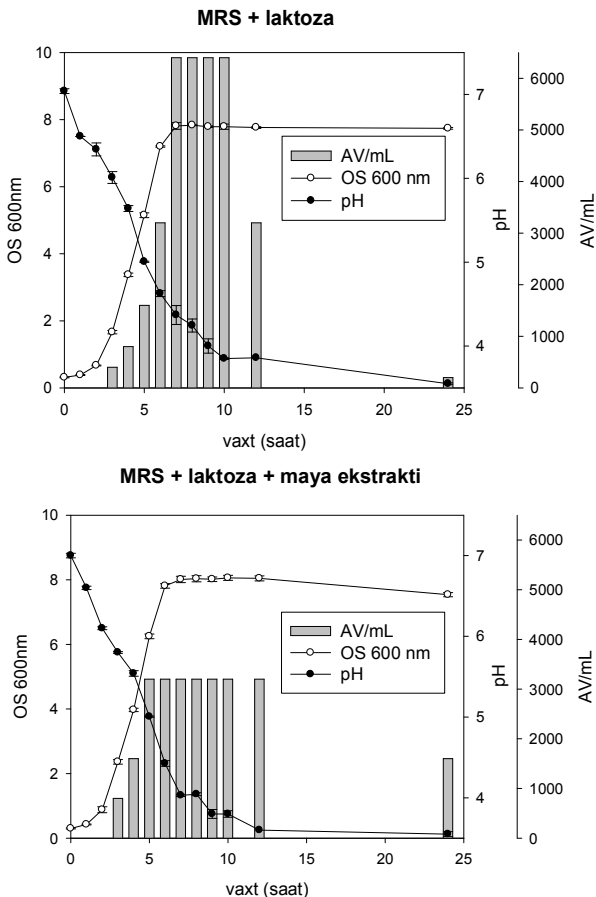 MRS + laktoza
10
8
6
4
2
0
OS 600nm
7
6
5
4
pH
6000
5000
4000
3000
2000
1000
0
AV/mL
AV/mL
OS 600 nm
pH
0 5 10 15 20 25
vaxt (saat)
MRS + laktoza + maya ekstrakti
10
8
6
4
2
0
OS 600nm
7
6
5
4
pH
6000
5000
4000
3000
2000
1000
0
AV/mL
AV/mL
OS 600 nm
pH
0 5 10 15 20 25
vaxt (saat)